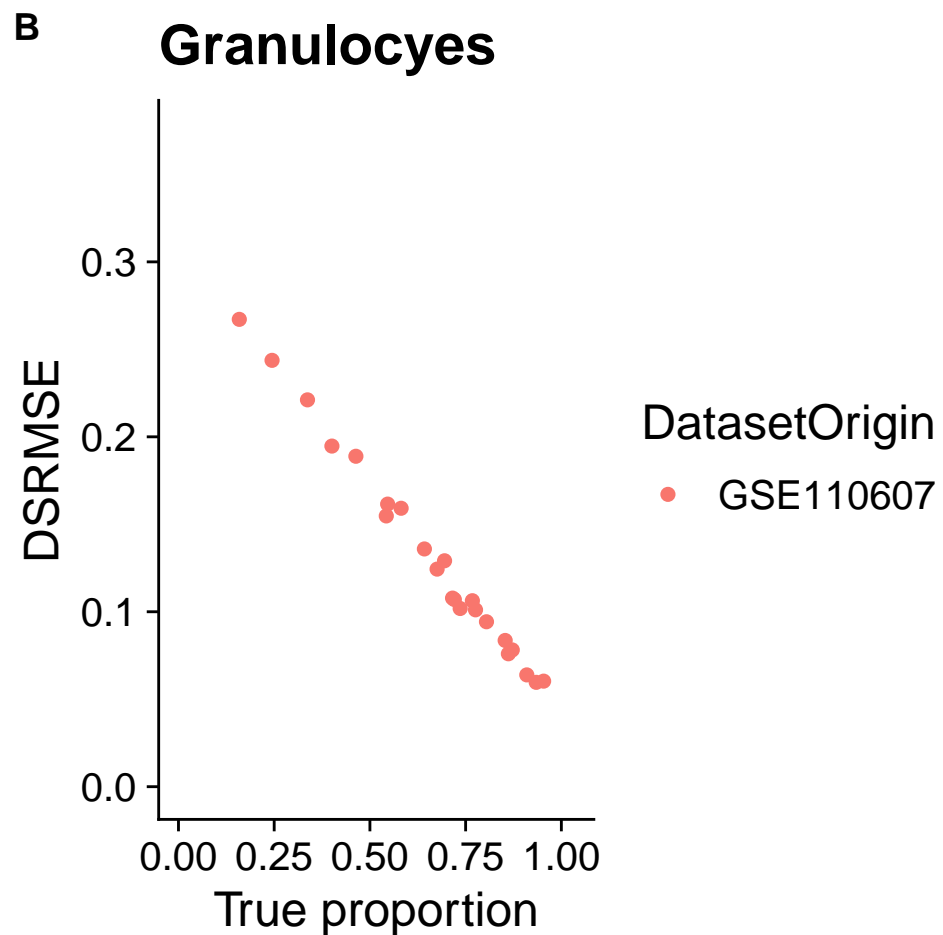 B
Granulocyes
DSRMSE
0.3
0.2
0.1
0.0
0.00 0.25 0.50 0.75 1.00
True proportion
DatasetOrigin
GSE110607